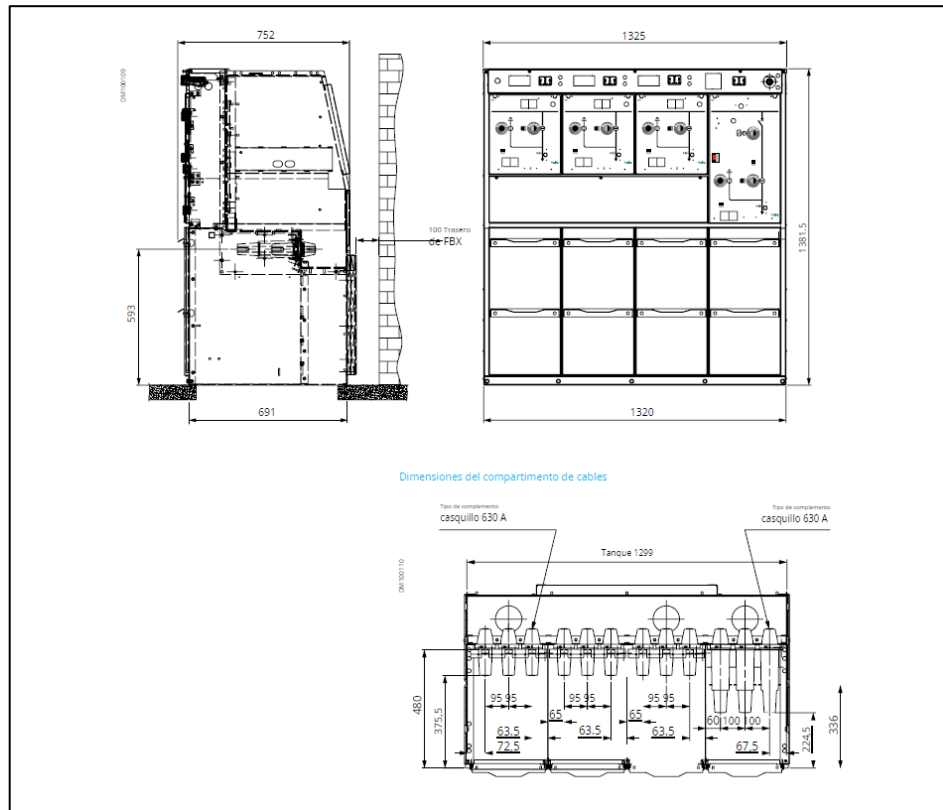 752
1325
DM100109
1381.5
100 Trasero
de FBX
593
691
1320
Dimensiones del compartimento de cables
Tipo de complemento
casquillo 630 A
Tipo de complemento
casquillo 630 A
Tanque 1299
DM100110
480
375,5
95 95
95 95
95 95
65
65
60 100 100
63.5
63.5
63.5
72,5
67,5
224,5
336